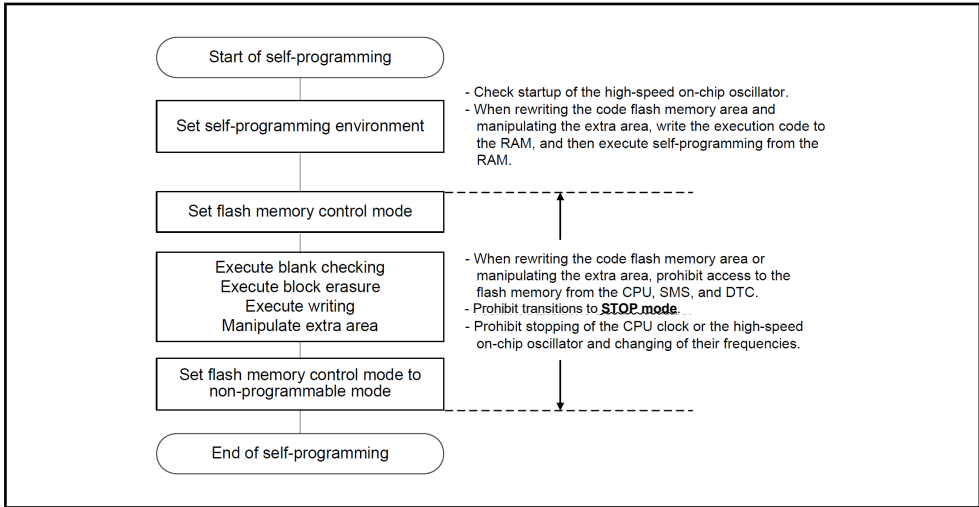 Start of self-programming
Set self-programming environment
- Check startup of the high-speed on-chip oscillator.
- When rewriting the code flash memory area and
manipulating the extra area, write the execution code to
the RAM, and then execute self-programming from the
RAM.
Set flash memory control mode
Execute blank checking
Execute block erasure
Execute writing
Manipulate extra area
- When rewriting the code flash memory area or
manipulating the extra area, prohibit access to the
flash memory from the CPU, SMS, and DTC.
- Prohibit transitions to STOP mode.
- Prohibit stopping of the CPU clock or the high-speed
on-chip oscillator and changing of their frequencies.
Set flash memory control mode to
non-programmable mode
End of self-programming